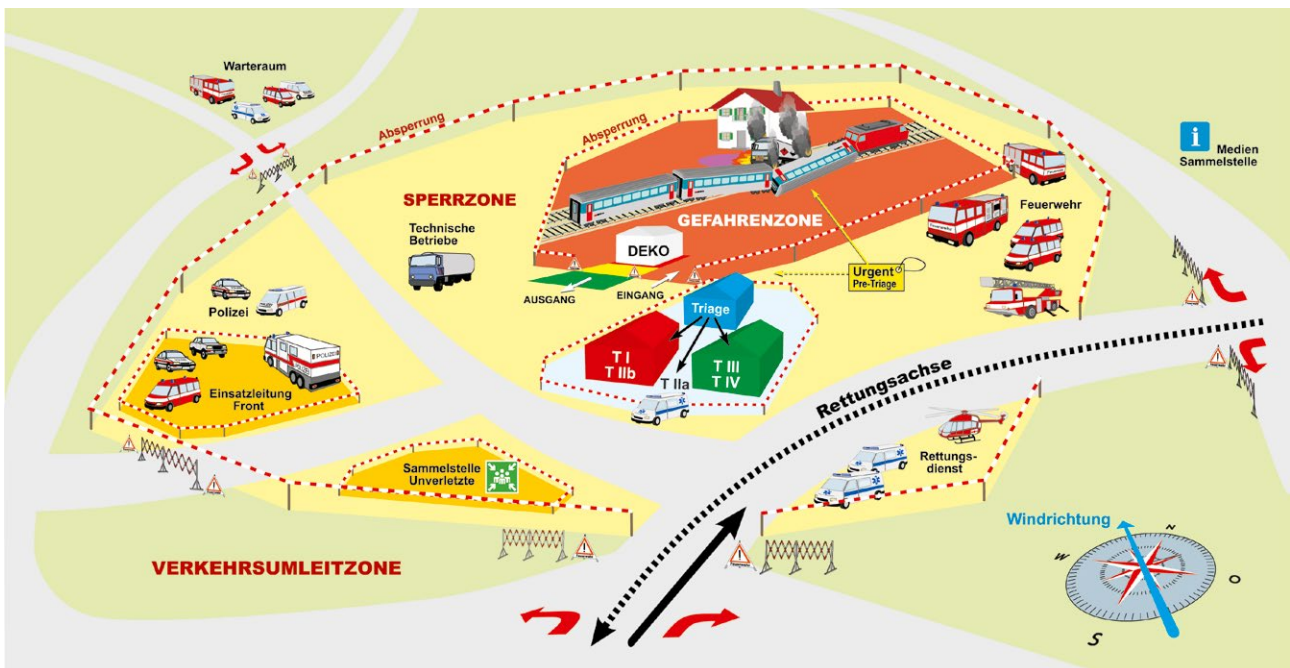 Warteraum
Absperrung
Absperrung
i
Medien
Sammelstelle
SPERRZONE
GEFAHRENZONE
Feuerwehr
Technische
Betriebe
DEKO
Urgent
Pre-Triage
AUSGANG
EINGANG
Triage
Polizei
POLIZEI
T I
T IIb
T III
T IV
T IIa
Einsatzleitung
Front
Rettungsachse
Rettungs-
dienst
Sammelstelle
Unverletzte
Windrichtung
N
W
O
S
VERKEHRSUMLEITZONE